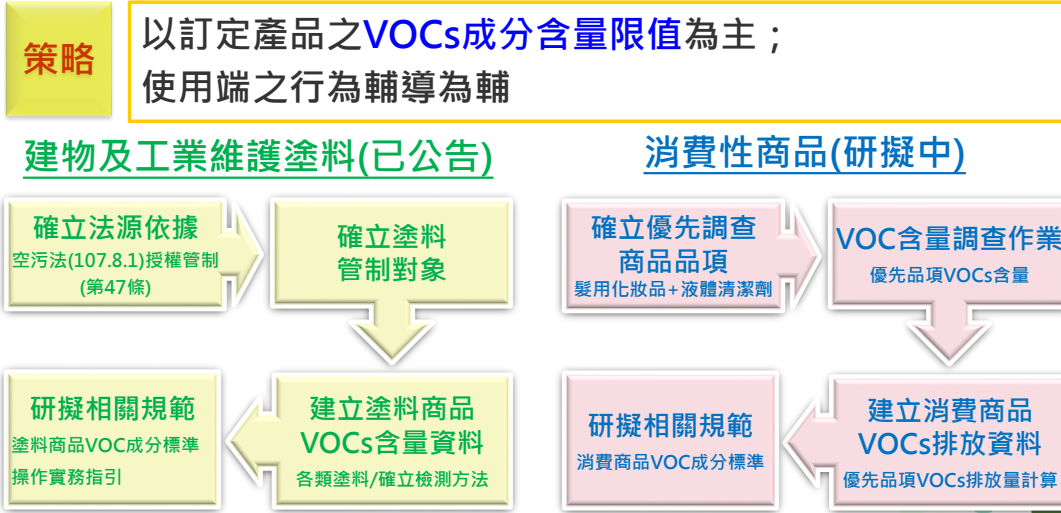 策略
以訂定產品之VOCs成分含量限值為主；
使用端之行為輔導為輔
建物及工業維護塗料(已公告)
確立法源依據
空污法(107.8.1)授權管制
(第47條)
確立塗料
管制對象
建立塗料商品
VOCs含量資料
各類塗料/確立檢測方法
研擬相關規範
塗料商品VOC成分標準
操作實務指引
消費性商品(研擬中)
確立優先調查
商品品項
髮用化妝品+液體清潔劑
VOC含量調查作業
優先品項VOCs含量
建立消費商品
VOCs排放資料
優先品項VOCs排放量計算
研擬相關規範
消費商品VOC成分標準